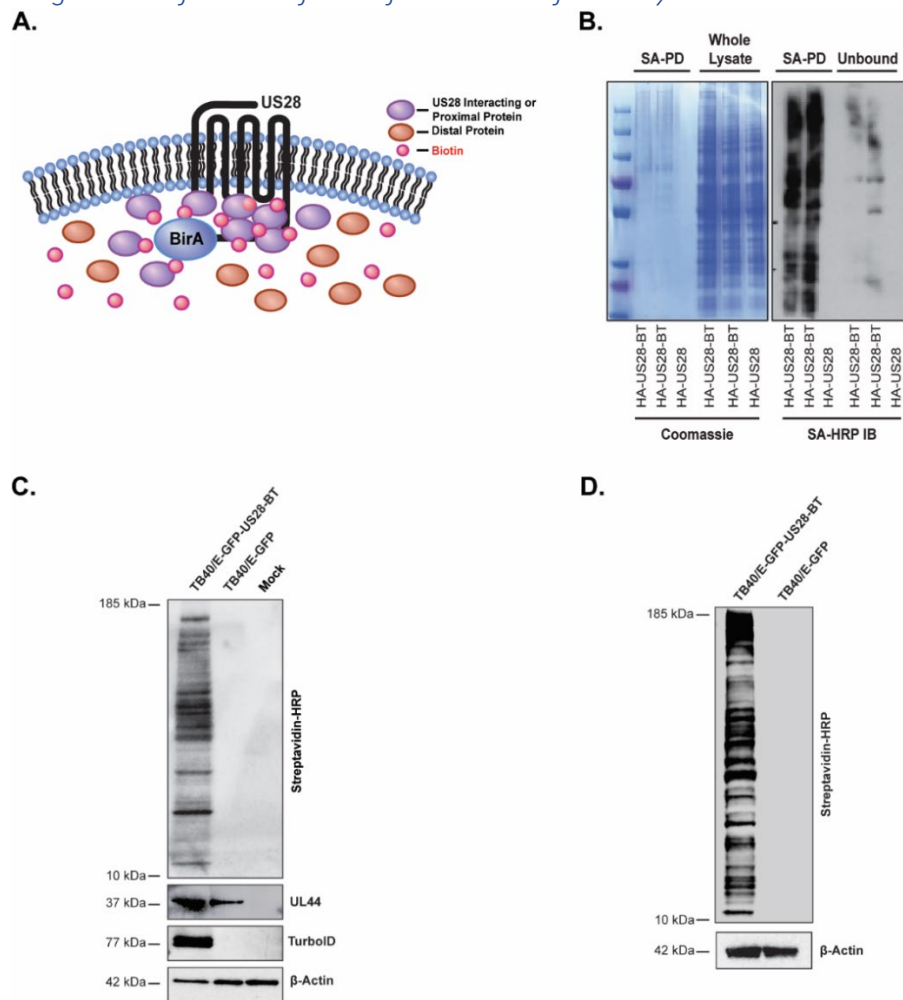 A.
US28
US28 Interacting or
Proximal Protein
Distal Protein
Biotin
BirA
B.
SA-PD
Whole
Lysate
SA-PD
Unbound
HA-US28-BT
HA-US28-BT
HA-US28
HA-US28-BT
HA-US28-BT
HA-US28
HA-US28-BT
HA-US28-BT
HA-US28
HA-US28-BT
HA-US28-BT
HA-US28
Coomassie
SA-HRP IB
C.
TB40/E-GFP-US28-BT
TB40/E-GFP
Mock
185 kDa
Streptavidin-HRP
10 kDa
37 kDa
UL44
77 kDa
TurboID
42 kDa
β-Actin
D.
TB40/E-GFP-US28-BT
TB40/E-GFP
185 kDa
Streptavidin-HRP
10 kDa
42 kDa
β-Actin